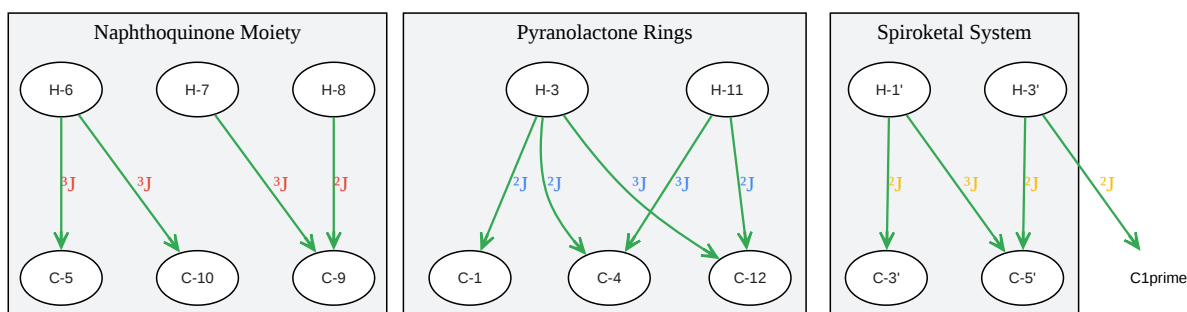 Naphthoquinone Moiety
Pyranolactone Rings
Spiroketal System
H-6
H-7
H-8
H-3
H-11
H-1'
H-3'
³J
³J
³J
²J
²J
²J
³J
³J
²J
²J
³J
²J
²J
C-5
C-10
C-9
C-1
C-4
C-12
C-3'
C-5'
C1prime